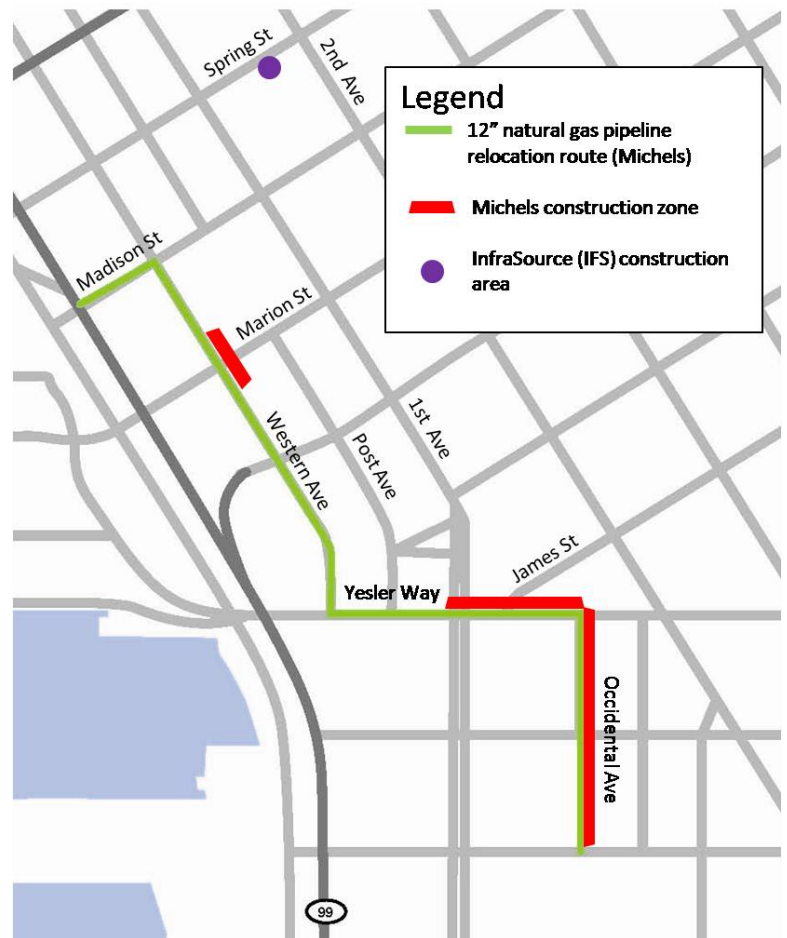 Spring St
2nd Ave
Legend
12” natural gas pipeline
relocation route (Michels)
Michels construction zone
InfraSource (IFS) construction
area
Madison St
Marion St
Western Ave
Post Ave
1st Ave
James St
Yesler Way
Occidental Ave
99